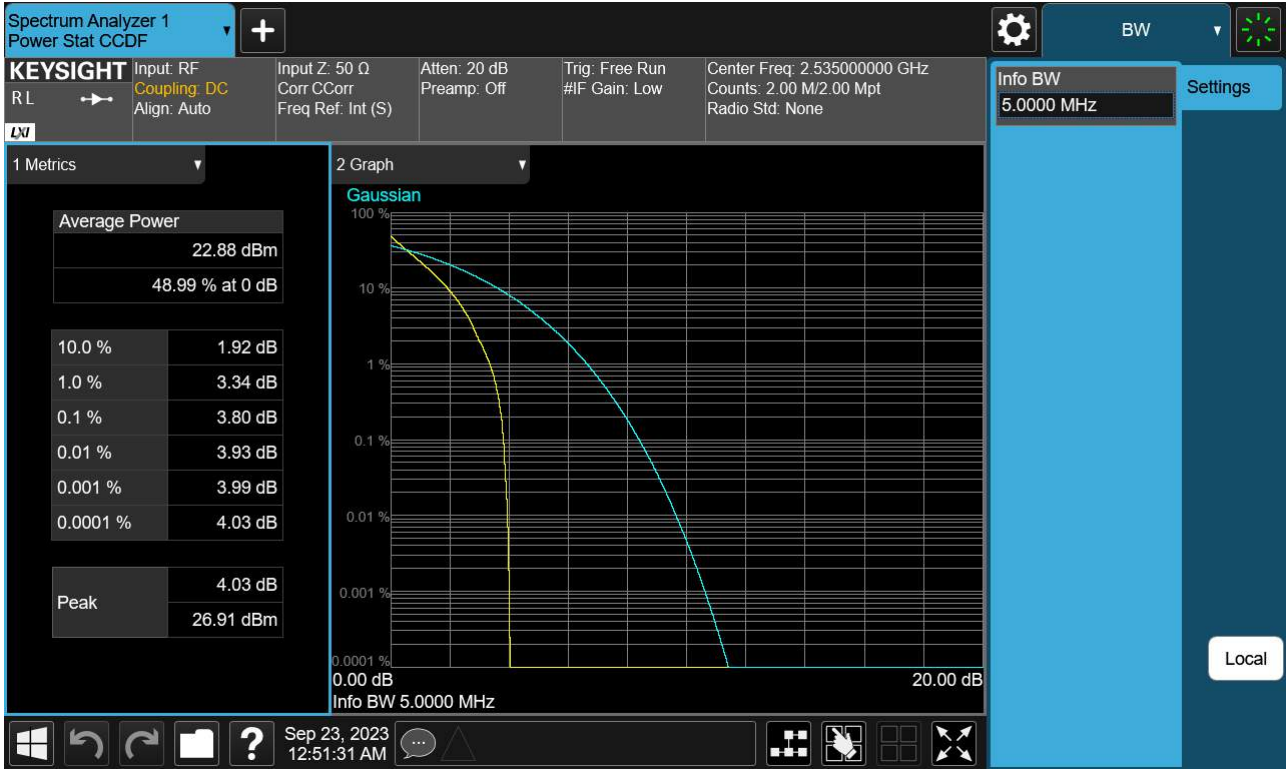 Spectrum Analyzer 1
Power Stat CCDF
+
BW
KEYSIGHT
R L
LXI
Input: RF
Coupling: DC
Align: Auto
Input Z: 50 Ω
Corr CCorr
Freq Ref: Int (S)
Atten: 20 dB
Preamp: Off
Trig: Free Run
#IF Gain: Low
Center Freq: 2.535000000 GHz
Counts: 2.00 M/2.00 Mpt
Radio Std: None
Info BW
5.0000 MHz
Settings
1 Metrics
Average Power
22.88 dBm
48.99 % at 0 dB
10.0 % 1.92 dB
1.0 % 3.34 dB
0.1 % 3.80 dB
0.01 % 3.93 dB
0.001 % 3.99 dB
0.0001 % 4.03 dB
Peak
4.03 dB
26.91 dBm
2 Graph
Gaussian
100 %
10 %
1 %
0.1 %
0.01 %
0.001 %
0.0001 %
0.00 dB 20.00 dB
Info BW 5.0000 MHz
Local
?
Sep 23, 2023
12:51:31 AM